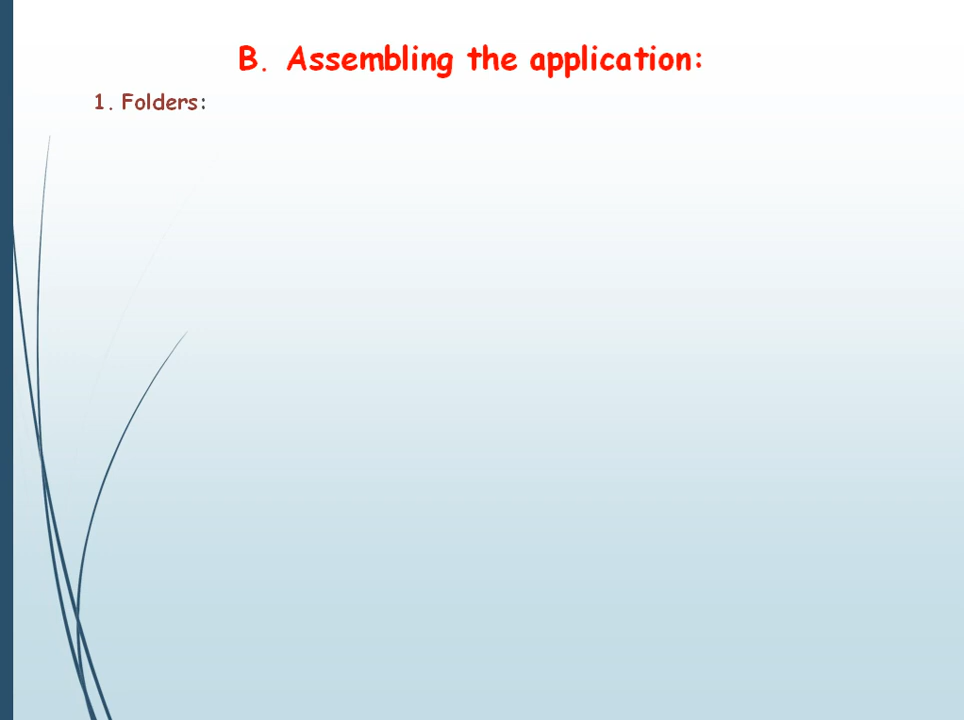 B. Assembling the application:
1. Folders: